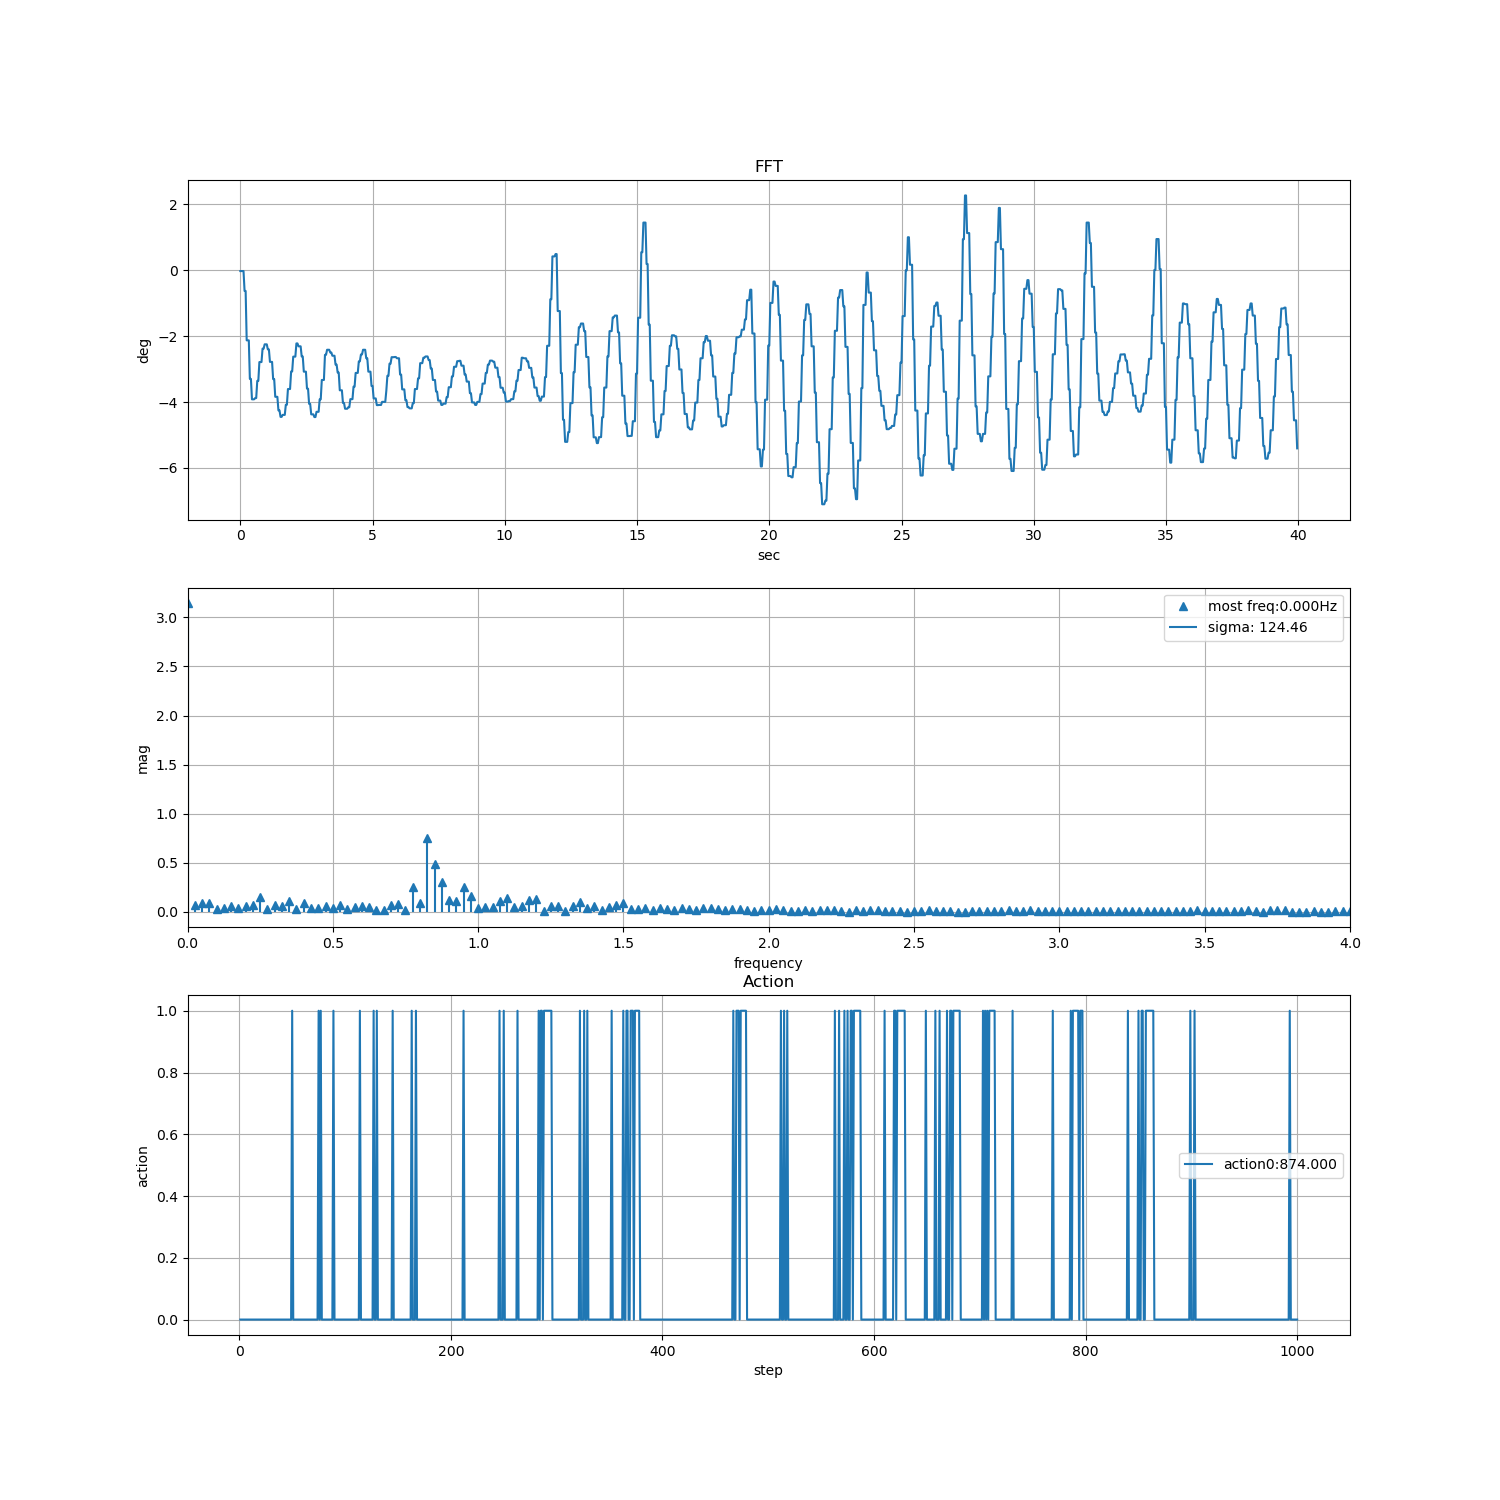 FFT
2
0
−2
−4
−6
deg
0 5 10 15 20 25 30 35 40
sec
3.0
2.5
2.0
1.5
1.0
0.5
0.0
mag
most freq:0.000Hz
sigma: 124.46
0.0 0.5 1.0 1.5 2.0 2.5 3.0 3.5 4.0
frequency
Action
1.0
0.8
0.6
0.4
0.2
0.0
action
action0:874.000
0 200 400 600 800 1000
step